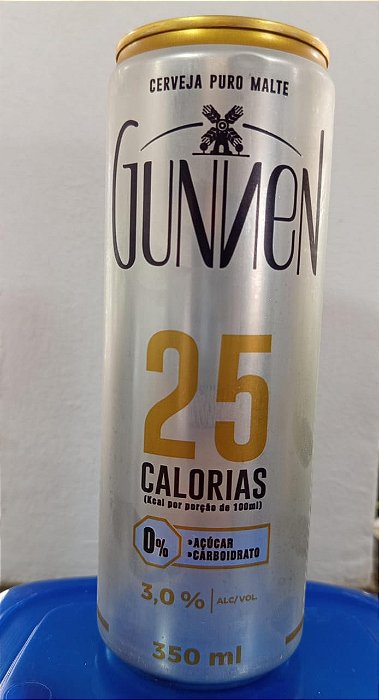 CERVEJA PURO MALTE
GUNNEN
25
CALORIAS
(Kcal por porção de 100ml)
0% •AÇÚCAR
•CARBOIDRATO
3,0 % ALC/VOL.
350 ml